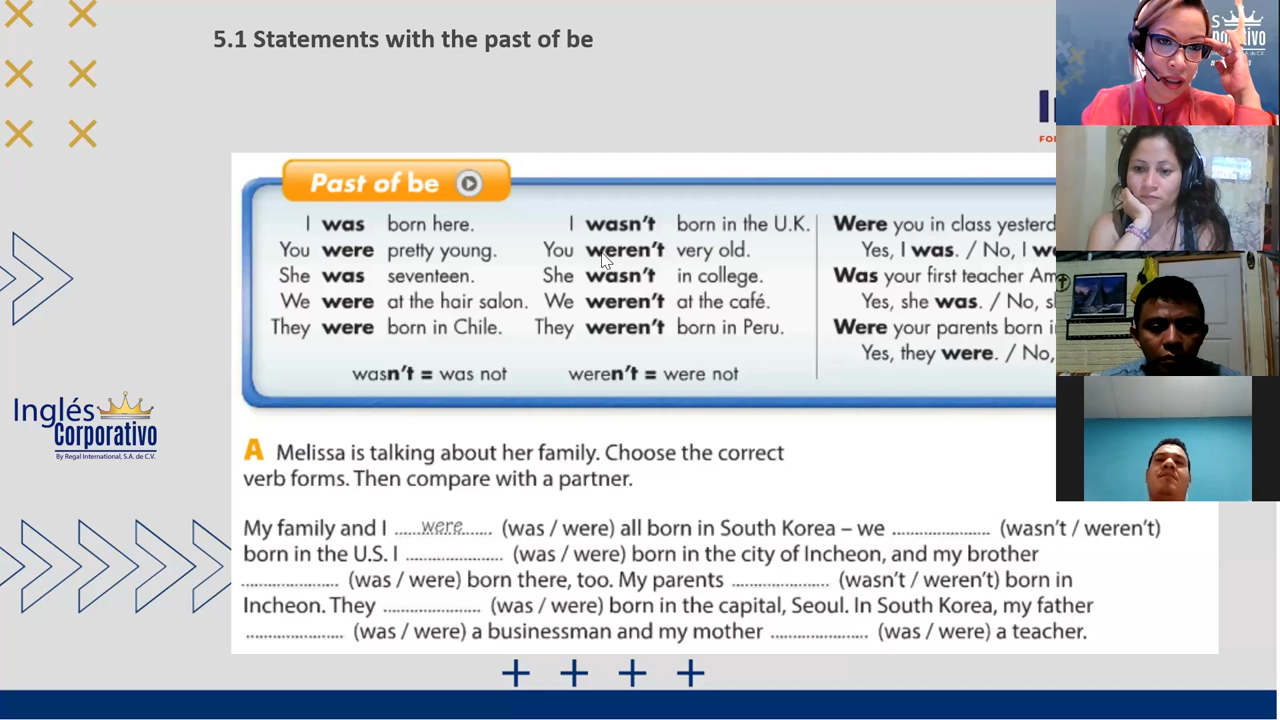 5.1 Statements with the past of be
Past of be
I was born here.
You were pretty young.
She was seventeen.
We were at the hair salon.
They were born in Chile.
I wasn't born in the U.K.
You weren't very old.
She wasn't in college.
We weren't at the café.
They weren't born in Peru.
wasn't = was not
weren't = were not
Were you in class
Yes, I was. / No, I
Was your first teacher
Yes, she was. / No,
Were your parents born
Yes, they were. / No,
A Melissa is talking about her family. Choose the correct
verb forms. Then compare with a partner.
My family and I were (was / were) all born in South Korea – we (wasn't / weren't)
born in the U.S. I (was / were) born in the city of Incheon, and my brother
(was / were) born there, too. My parents (wasn't / weren't) born in
Incheon. They (was / were) born in the capital, Seoul. In South Korea, my father
(was / were) a businessman and my mother (was / were) a teacher.
Inglés
Corporativo
By Regal International, S.A. de C.V.